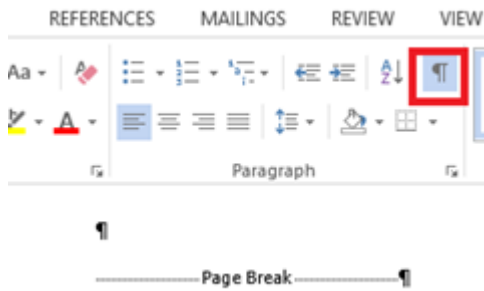 REFERENCES MAILINGS REVIEW VIEW
Aa A Z ¶
A
Paragraph
¶
Page Break ¶